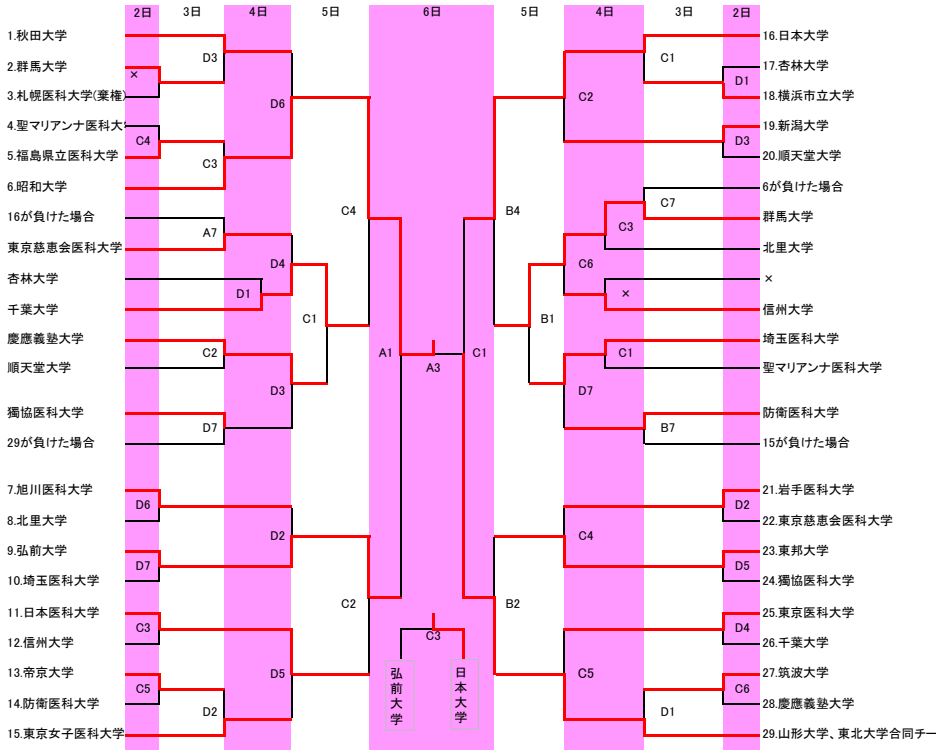 2日 3日 4日 5日 6日 5日 4日 3日 2日
1.秋田大学
2.群馬大学
×
3.札幌医科大学(棄権)
D3
4.聖マリアンナ医科大
C4
5.福島県立医科大学
C3
6.昭和大学
D6
16が負けた場合
A7
東京慈恵会医科大学
D4
杏林大学
D1
千葉大学
C1
慶應義塾大学
C2
順天堂大学
D3
獨協医科大学
D7
29が負けた場合
C4
7.旭川医科大学
D6
8.北里大学
D2
9.弘前大学
D7
10.埼玉医科大学
C2
11.日本医科大学
C3
12.信州大学
D5
13.帝京大学
C5
14.防衛医科大学
D2
15.東京女子医科大学
A1
A3
C1
C3
弘前大学
日本大学
16.日本大学
C1
17.杏林大学
D1
18.横浜市立大学
C2
19.新潟大学
D3
20.順天堂大学
B4
6が負けた場合
C7
群馬大学
C3
北里大学
C6
×
×
信州大学
B1
埼玉医科大学
C1
聖マリアンナ医科大学
D7
防衛医科大学
B7
15が負けた場合
21.岩手医科大学
D2
22.東京慈恵会医科大学
C4
23.東邦大学
D5
24.獨協医科大学
B2
25.東京医科大学
D4
26.千葉大学
C5
27.筑波大学
C6
28.慶應義塾大学
D1
29.山形大学、東北大学合同チー